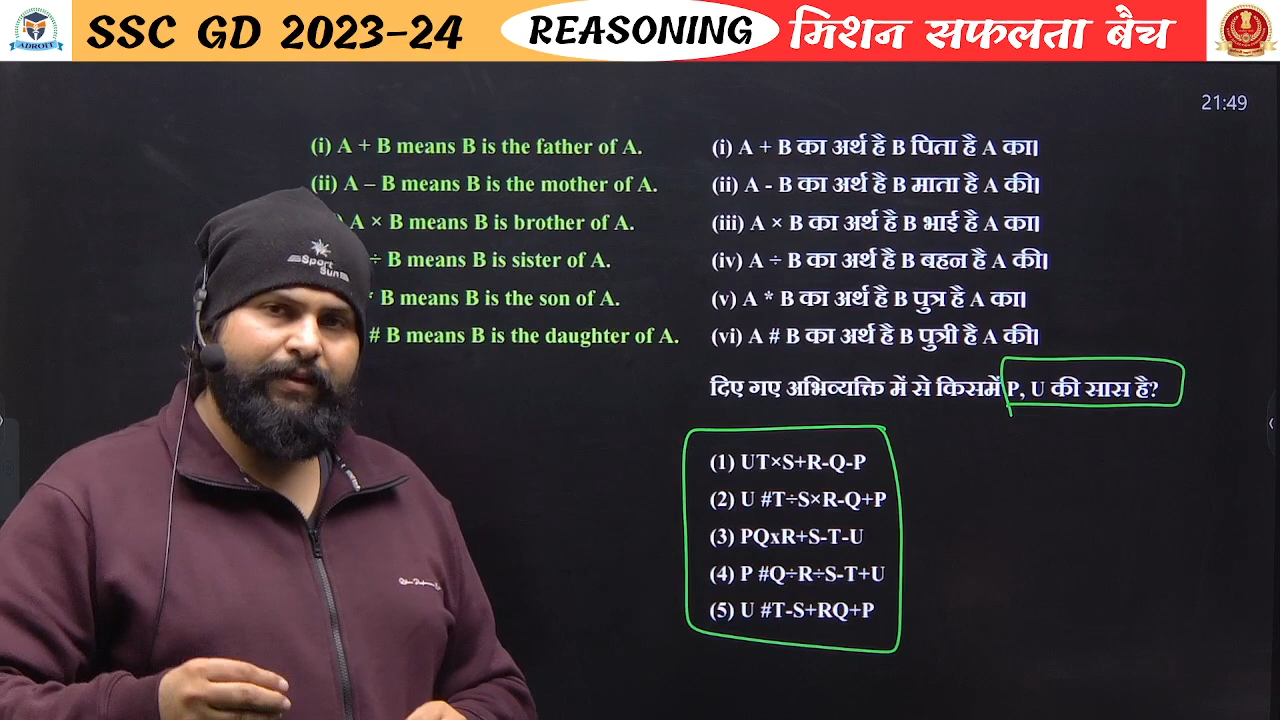 ADROIT
SSC GD 2023-24
REASONING
मिशन सफलता बैच
21:49
(i) A + B means B is the father of A.
(ii) A – B means B is the mother of A.
A × B means B is brother of A.
÷ B means B is sister of A.
* B means B is the son of A.
# B means B is the daughter of A.
(i) A + B का अर्थ है B पिता है A का।
(ii) A - B का अर्थ है B माता है A की।
(iii) A × B का अर्थ है B भाई है A का।
(iv) A ÷ B का अर्थ है B बहन है A की।
(v) A * B का अर्थ है B पुत्र है A का।
(vi) A # B का अर्थ है B पुत्री है A की।
दिए गए अभिव्यक्ति में से किसमें P, U की सास है?
(1) UT×S+R-Q-P
(2) U #T÷S×R-Q+P
(3) PQxR+S-T-U
(4) P #Q÷R÷S-T+U
(5) U #T-S+RQ+P
Sport
Sun